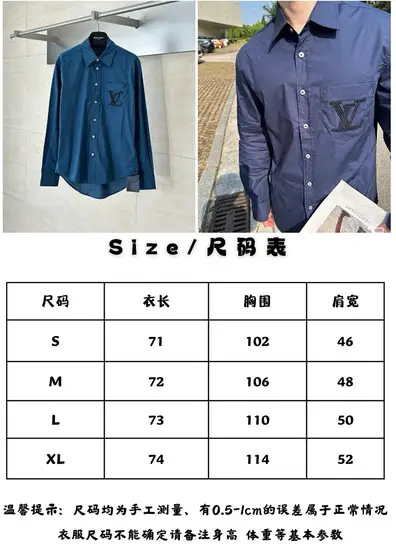 LV
LV
Size/尺码表
尺码 衣长 胸围 肩宽
S 71 102 46
M 72 106 48
L 73 110 50
XL 74 114 52
温馨提示：尺码均为手工测量、有0.5-1cm的误差属于正常情况
衣服尺码不能确定请备注身高 体重等基本参数